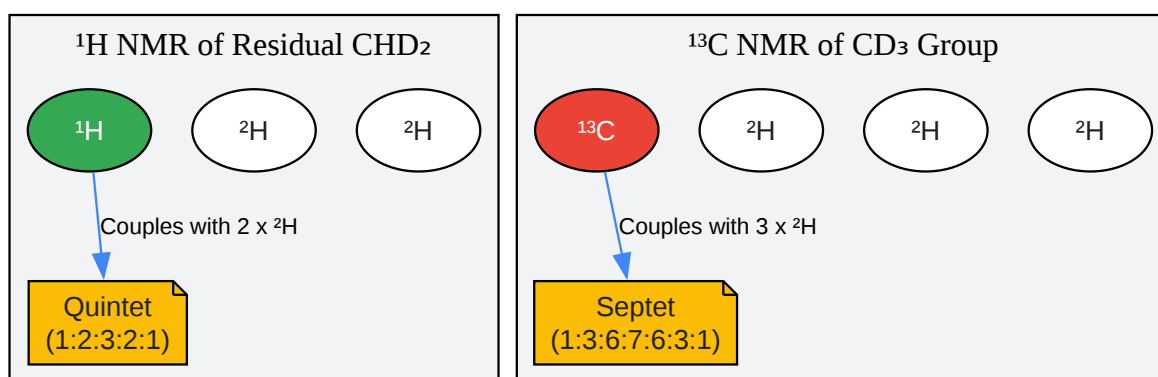 ¹H NMR of Residual CHD₂
¹H
²H
²H
Couples with 2 x ²H
Quintet
(1:2:3:2:1)
¹³C NMR of CD₃ Group
¹³C
²H
²H
²H
Couples with 3 x ²H
Septet
(1:3:6:7:6:3:1)